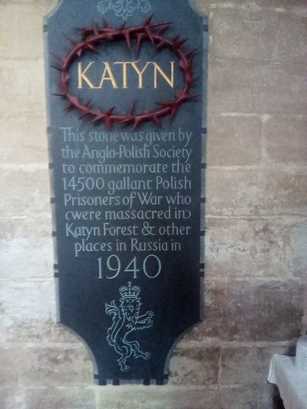 KATYN
This stone was given by
the Anglo-Polish Society
to commemorate the
14500 gallant Polish
Prisoners of War who
were massacred in
Katyn Forest & other
places in Russia in
1940